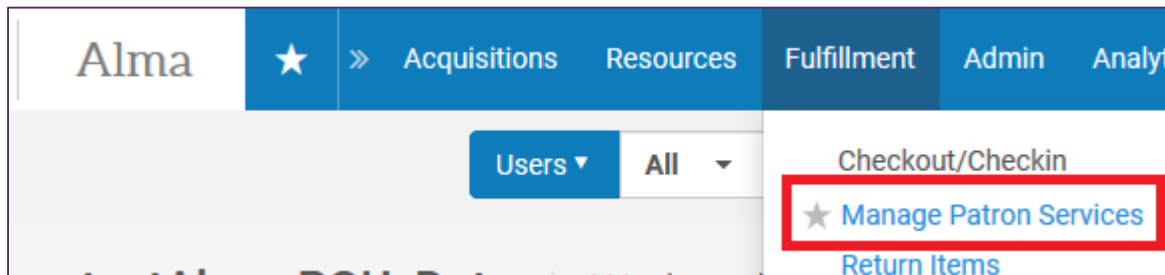 Alma
Acquisitions Resources Fulfillment Admin
Users All
Checkout/Checkin
Manage Patron Services
Return Items